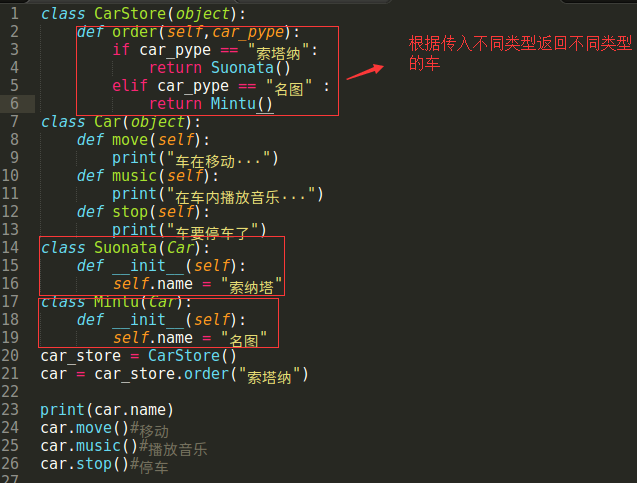 1 class CarStore(object):
2 def order(self,car_pype):
3 if car_pype == "索塔纳":
4 return Suonata()
5 elif car_pype == "名图" :
6 return Mintu()
7 class Car(object):
8 def move(self):
9 print("车在移动···")
10 def music(self):
11 print("在车内播放音乐···")
12 def stop(self):
13 print("车要停车了")
14 class Suonata(Car):
15 def __init__(self):
16 self.name = "索纳塔"
17 class Mintu(Car):
18 def __init__(self):
19 self.name = "名图"
20 car_store = CarStore()
21 car = car_store.order("索塔纳")
22
23 print(car.name)
24 car.move()#移动
25 car.music()#播放音乐
26 car.stop()#停车
27
根据传入不同类型返回不同类型
的车